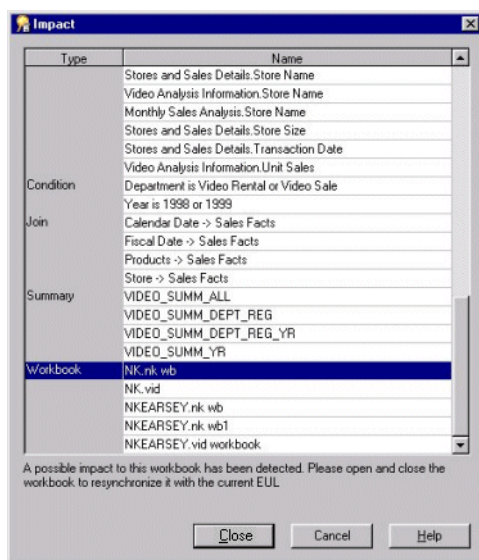 Impact
Type Name
Stores and Sales Details.Store Name
Video Analysis Information.Store Name
Monthly Sales Analysis.Store Name
Stores and Sales Details.Store Size
Stores and Sales Details.Transaction Date
Video Analysis Information.Unit Sales
Condition Department is Video Rental or Video Sale
Year is 1998 or 1999
Join Calendar Date -> Sales Facts
Fiscal Date -> Sales Facts
Products -> Sales Facts
Store -> Sales Facts
Summary VIDEO_SUMM_ALL
VIDEO_SUMM_DEPT_REG
VIDEO_SUMM_DEPT_REG_YR
VIDEO_SUMM_YR
Workbook NK.nk wb
NK.vid
NKEARSEY.nk wb
NKEARSEY.nk wb1
NKEARSEY.vid workbook
A possible impact to this workbook has been detected. Please open and close the
workbook to resynchronize it with the current EUL
Close Cancel Help